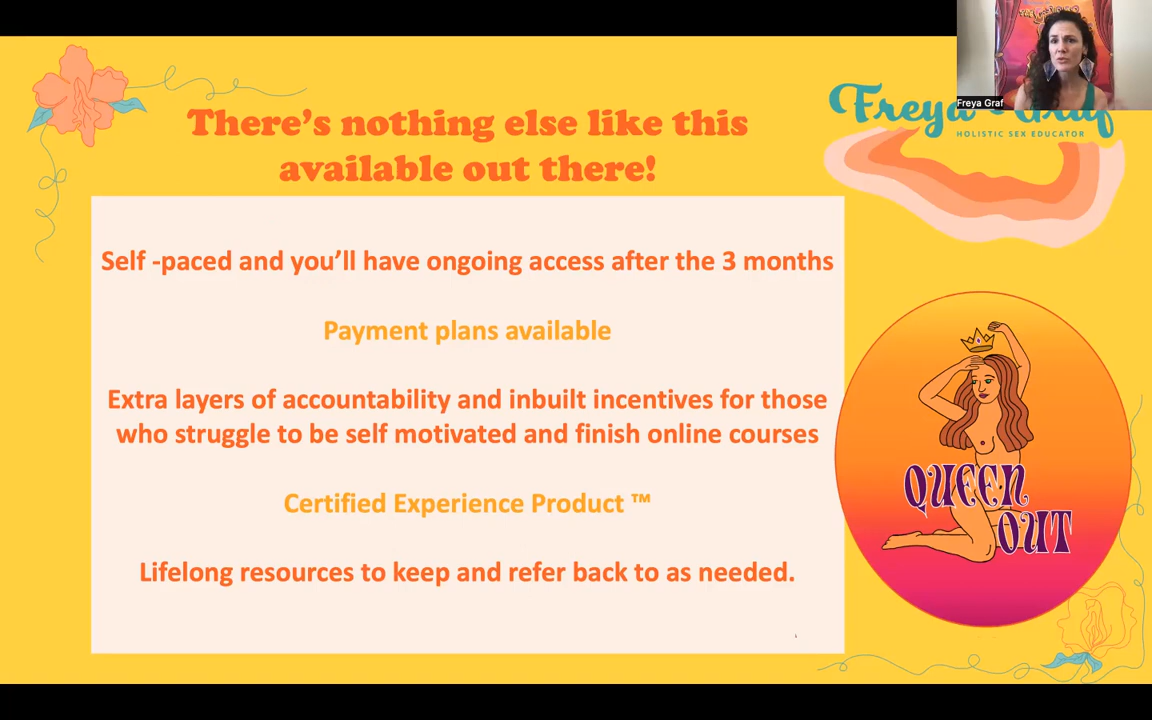 Freya Graf
Freya Graf
HOLISTIC SEX EDUCATOR
There's nothing else like this
available out there!
Self -paced and you'll have ongoing access after the 3 months
Payment plans available
Extra layers of accountability and inbuilt incentives for those
who struggle to be self motivated and finish online courses
Certified Experience Product ™
Lifelong resources to keep and refer back to as needed.
QUEEN
OUT